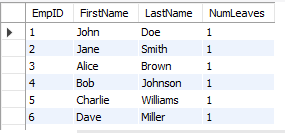 EmpID FirstName LastName NumLeaves
1 John Doe 1
2 Jane Smith 1
3 Alice Brown 1
4 Bob Johnson 1
5 Charlie Williams 1
6 Dave Miller 1